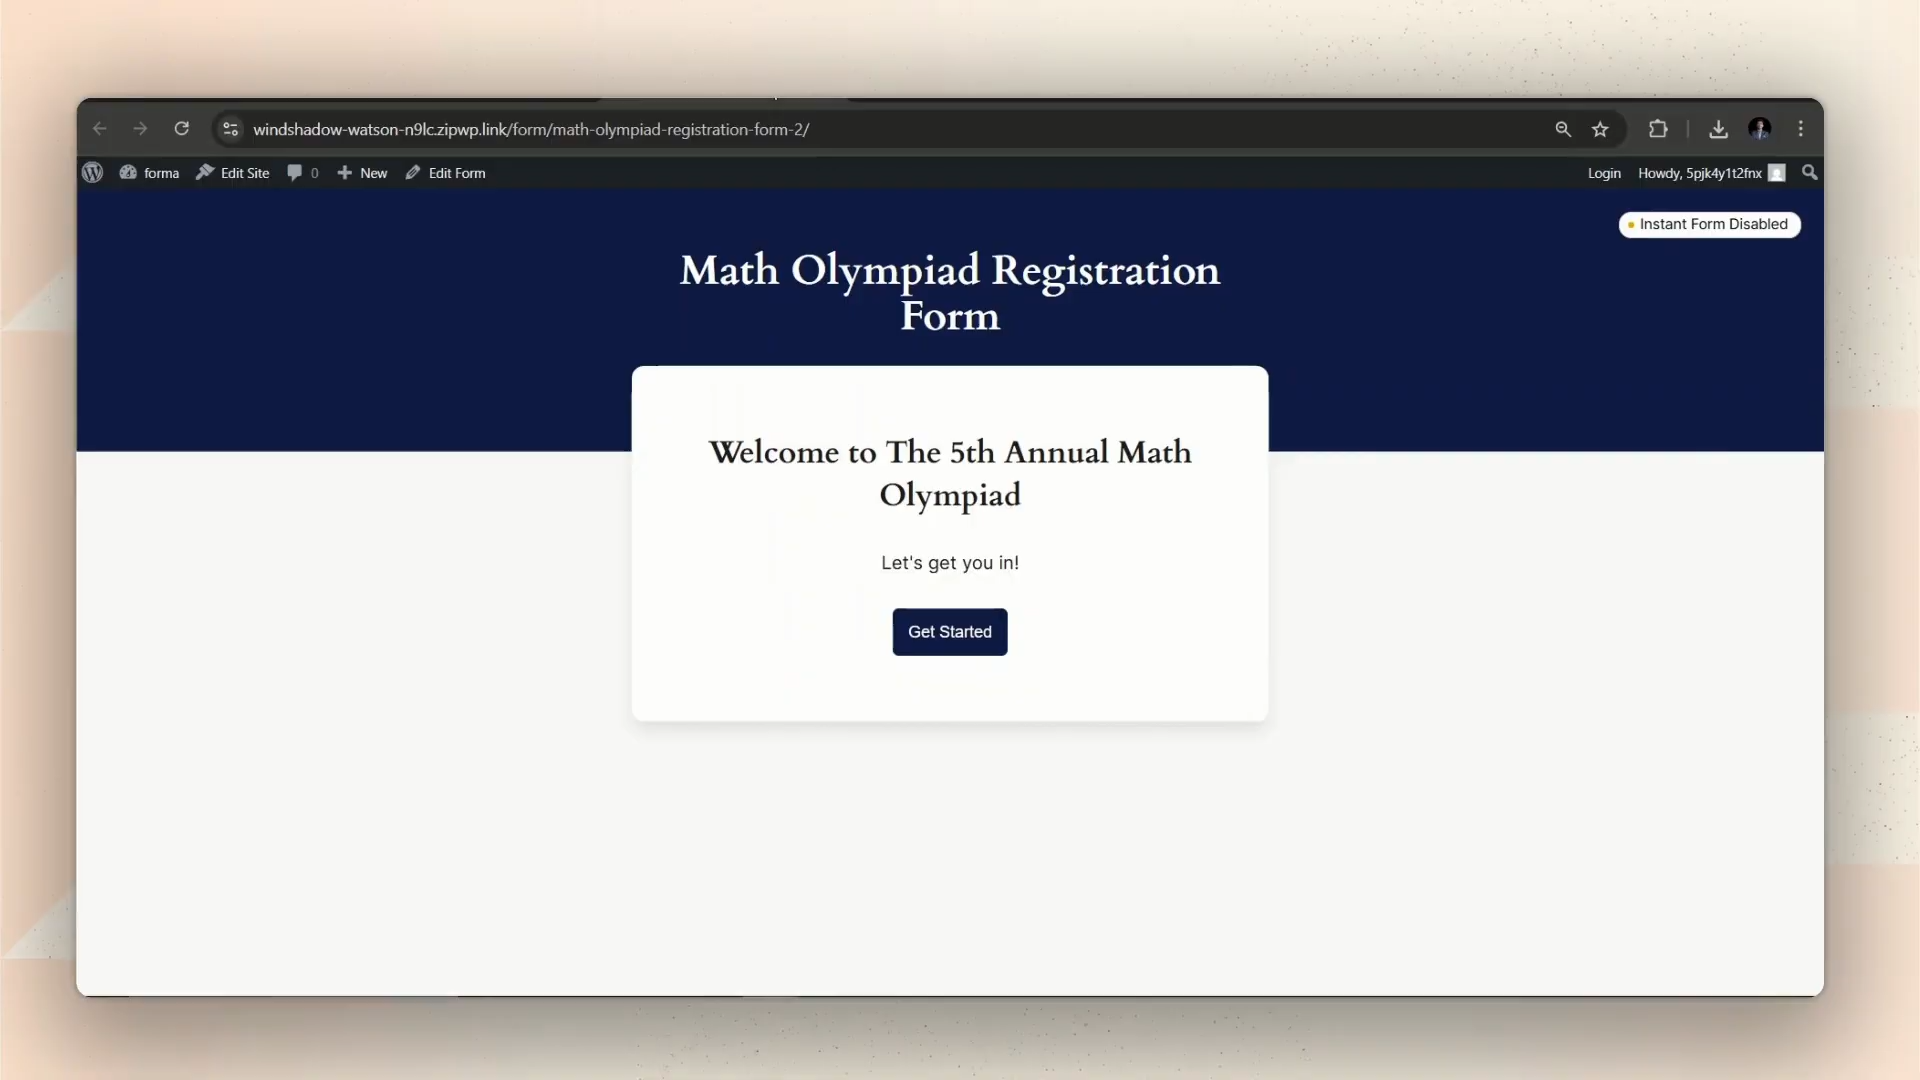 windshadow-watson-n9lc.zipwp.link/form/math-olympiad-registration-form-2/
forma Edit Site 0 New Edit Form Login Howdy, 5pjk4y1t2fnx
Instant Form Disabled
Math Olympiad Registration
Form
Welcome to The 5th Annual Math
Olympiad
Let's get you in!
Get Started